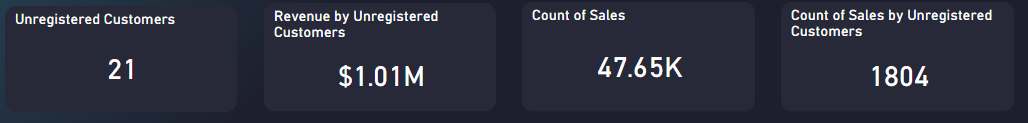 Unregistered Customers
21
Revenue by Unregistered
Customers
$1.01M
Count of Sales
47.65K
Count of Sales by Unregistered
Customers
1804